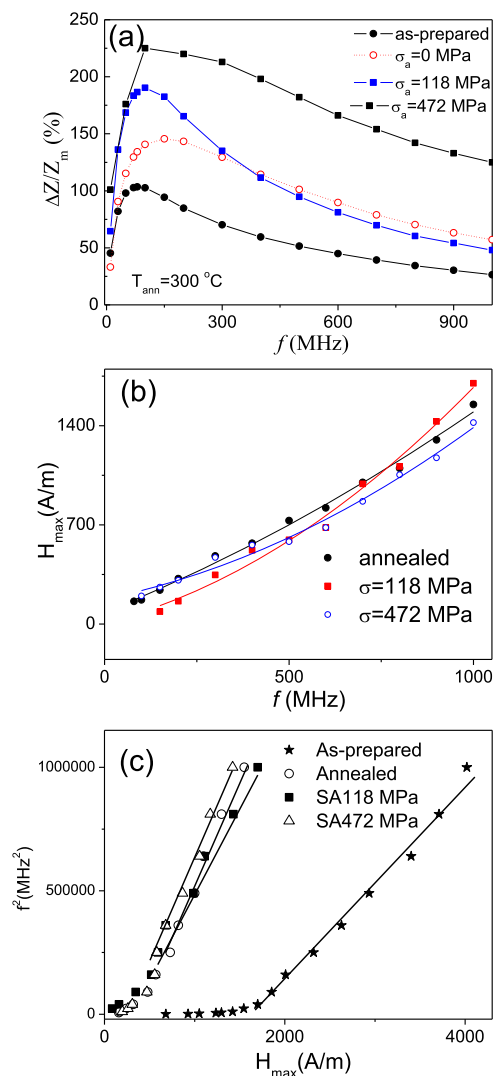 (a)
as-prepared
σa=0 MPa
σa=118 MPa
σa=472 MPa
250
200
150
100
50
0
ΔZ/Zm (%)
Tann=300 °C
0 300 600 900
f (MHz)
(b)
1400
700
0
Hmax(A/m)
annealed
σ=118 MPa
σ=472 MPa
0 500 1000
f (MHz)
(c)
As-prepared
Annealed
SA118 MPa
SA472 MPa
1000000
500000
0
f²(MHz²)
0 2000 4000
Hmax(A/m)